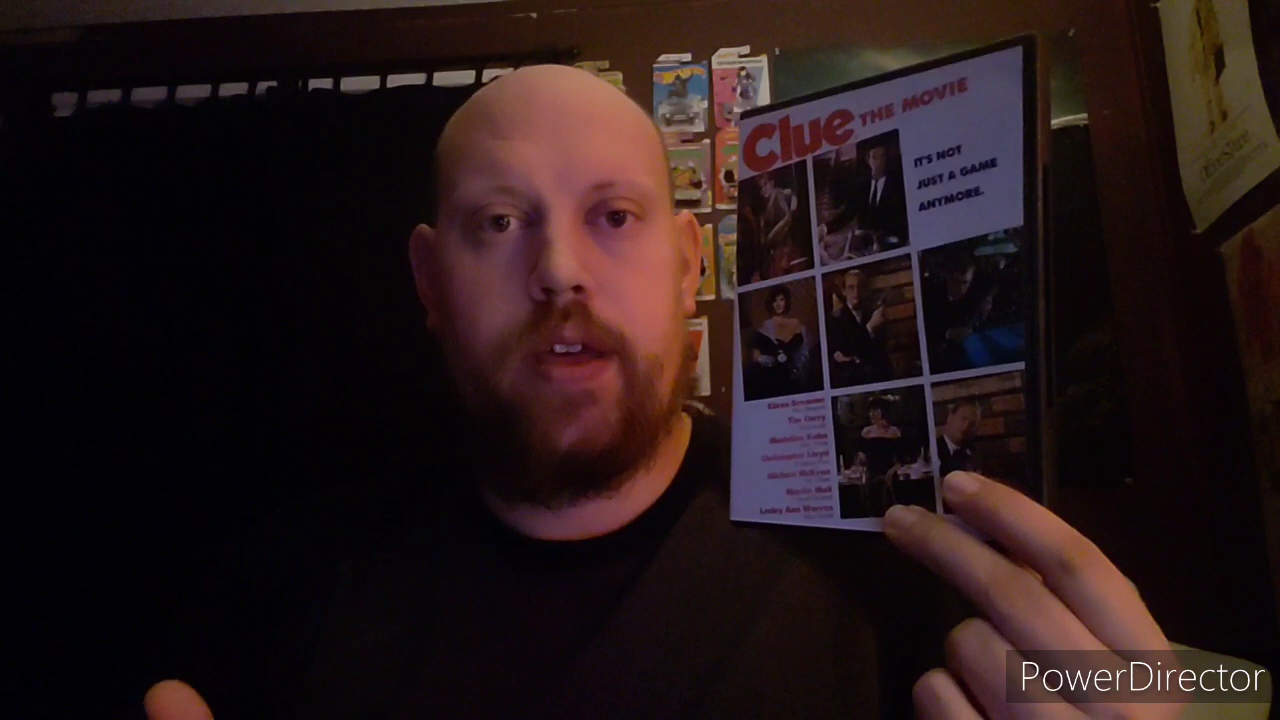 Clue THE MOVIE
IT'S NOT
JUST A GAME
ANYMORE.
Eileen Brennan
Tim Curry
Madeline Kahn
Christopher Lloyd
Michael McKean
Martin Mull
Lesley Ann Warren
PowerDirector